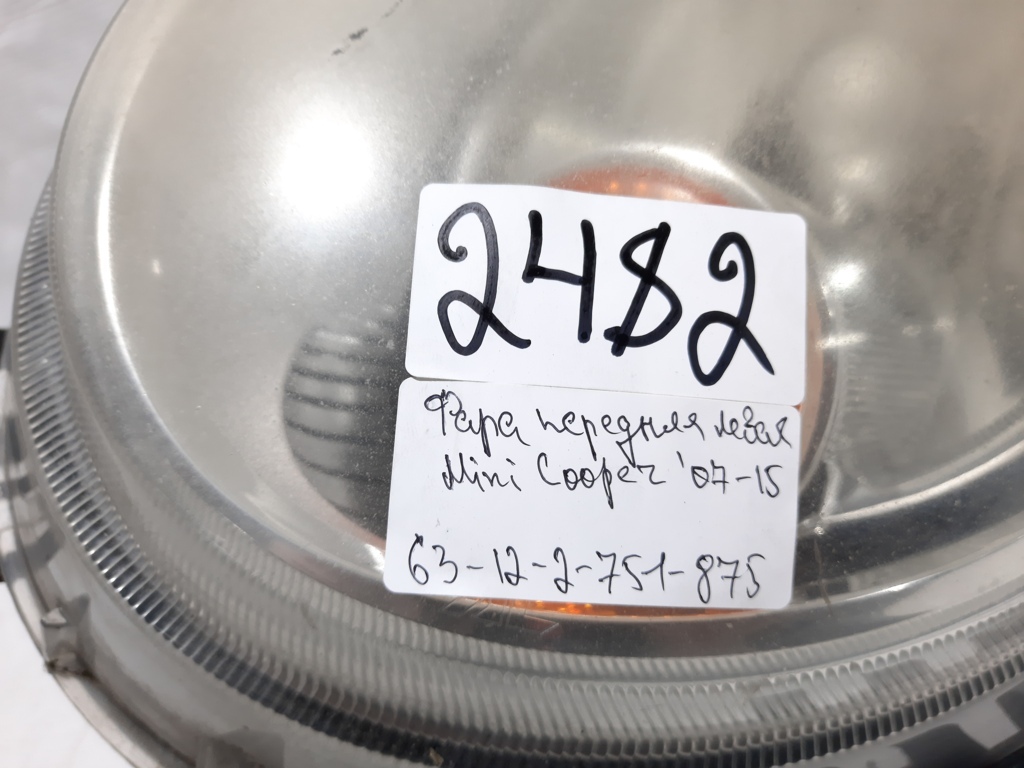 2482
Фара передняя левая
Mini Cooper '07-15
63-12-2-751-875